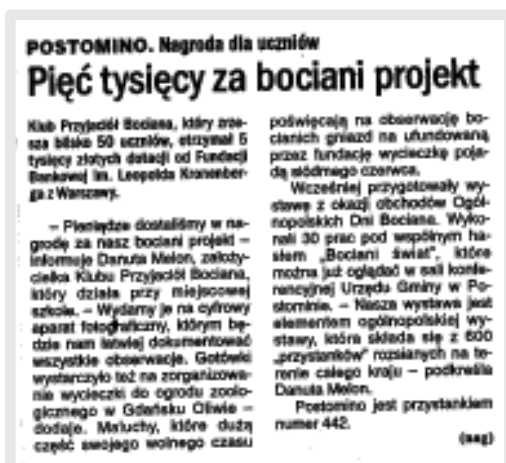 POSTOMINO. Nagroda dla uczniów
Pięć tysięcy za bociani projekt
Klub Przyjaciół Bociana, który zrze-
sza blisko 50 uczniów, otrzymał 5
tysięcy złotych dotacji od Fundacji
Bankowej im. Leopolda Kronenber-
ga z Warszawy.
– Pieniądze dostaliśmy w na-
grodę za nasz bociani projekt –
informuje Danuta Melon, założy-
cielka Klubu Przyjaciół Bociana,
który działa przy miejscowej
szkole. – Wydamy je na cyfrowy
aparat fotograficzny, którym bę-
dzie nam łatwiej dokumentować
wszystkie obserwacje. Gotówki
wystarczyło też na zorganizowa-
nie wycieczki do ogrodu zoolo-
gicznego w Gdańsku Oliwie –
dodaje. Maluchy, które dużą
część swojego wolnego czasu
poświęcają na obserwację bo-
cianich gniazd na ufundowaną
przez fundację wycieczkę poja-
dą siódmego czerwca.
Wcześniej przygotowały wy-
stawę z okazji obchodów Ogól-
nopolskich Dni Bociana. Wyko-
nali 30 prac pod wspólnym ha-
słem „Bociani świat”, które
można już oglądać w sali konfe-
rencyjnej Urzędu Gminy w Po-
stominie. – Nasza wystawa jest
elementem ogólnopolskiej wy-
stawy, która składa się z 600
„przystanków” rozsianych na te-
renie całego kraju – podkreśla
Danuta Melon.
Postomino jest przystankiem
numer 442.
(nag)